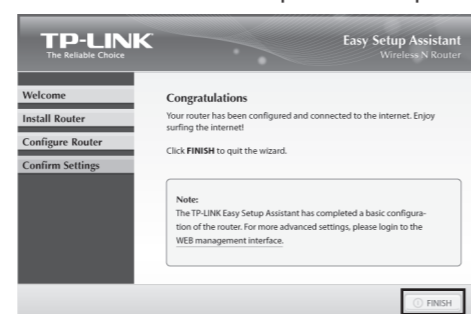 TP-LINK
The Reliable Choice
Easy Setup Assistant
Wireless N Router
Welcome
Install Router
Configure Router
Confirm Settings
Congratulations
Your router has been configured and connected to the internet. Enjoy
surfing the internet!
Click FINISH to quit the wizard.
Note:
The TP-LINK Easy Setup Assistant has completed a basic configura-
tion of the router. For more advanced settings, please login to the
WEB management interface.
FINISH